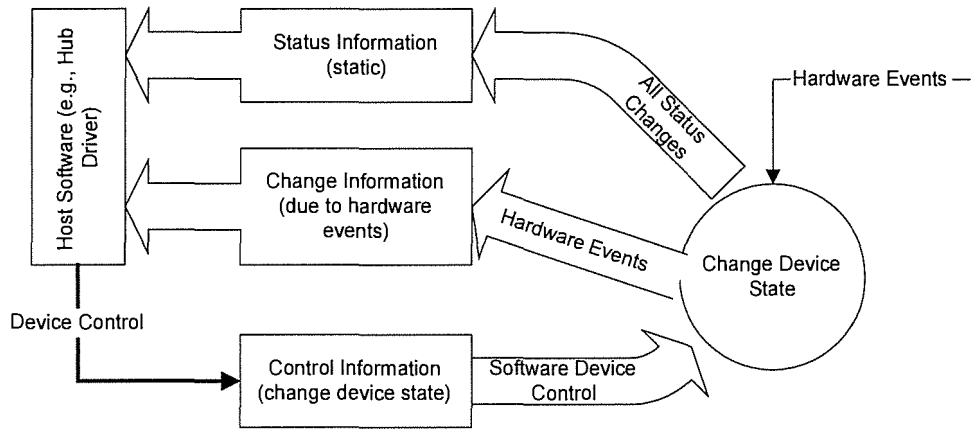 Host Software (e.g., Hub
Driver)
Status Information
(static)
All Status
Changes
Hardware Events
Change Information
(due to hardware
events)
Hardware Events
Change Device
State
Device Control
Control Information
(change device state)
Software Device
Control